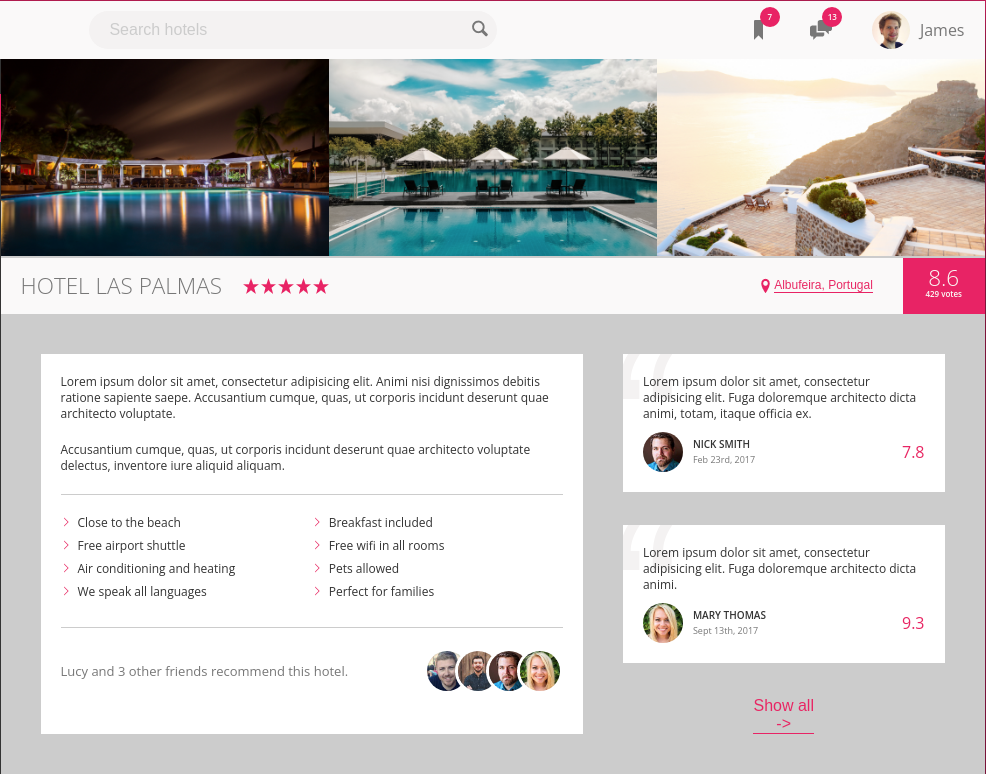 Search hotels
7
13
James
HOTEL LAS PALMAS
Albufeira, Portugal
8.6
429 votes
Lorem ipsum dolor sit amet, consectetur adipisicing elit. Animi nisi dignissimos debitis
ratione sapiente saepe. Accusantium cumque, quas, ut corporis incidunt deserunt quae
architecto voluptate.
Accusantium cumque, quas, ut corporis incidunt deserunt quae architecto voluptate
delectus, inventore iure aliquid aliquam.
Close to the beach
Free airport shuttle
Air conditioning and heating
We speak all languages
Breakfast included
Free wifi in all rooms
Pets allowed
Perfect for families
Lucy and 3 other friends recommend this hotel.
Lorem ipsum dolor sit amet, consectetur
adipisicing elit. Fuga doloremque architecto dicta
animi, totam, itaque officia ex.
NICK SMITH
Feb 23rd, 2017
7.8
Lorem ipsum dolor sit amet, consectetur
adipisicing elit. Fuga doloremque architecto dicta
animi.
MARY THOMAS
Sept 13th, 2017
9.3
Show all
->